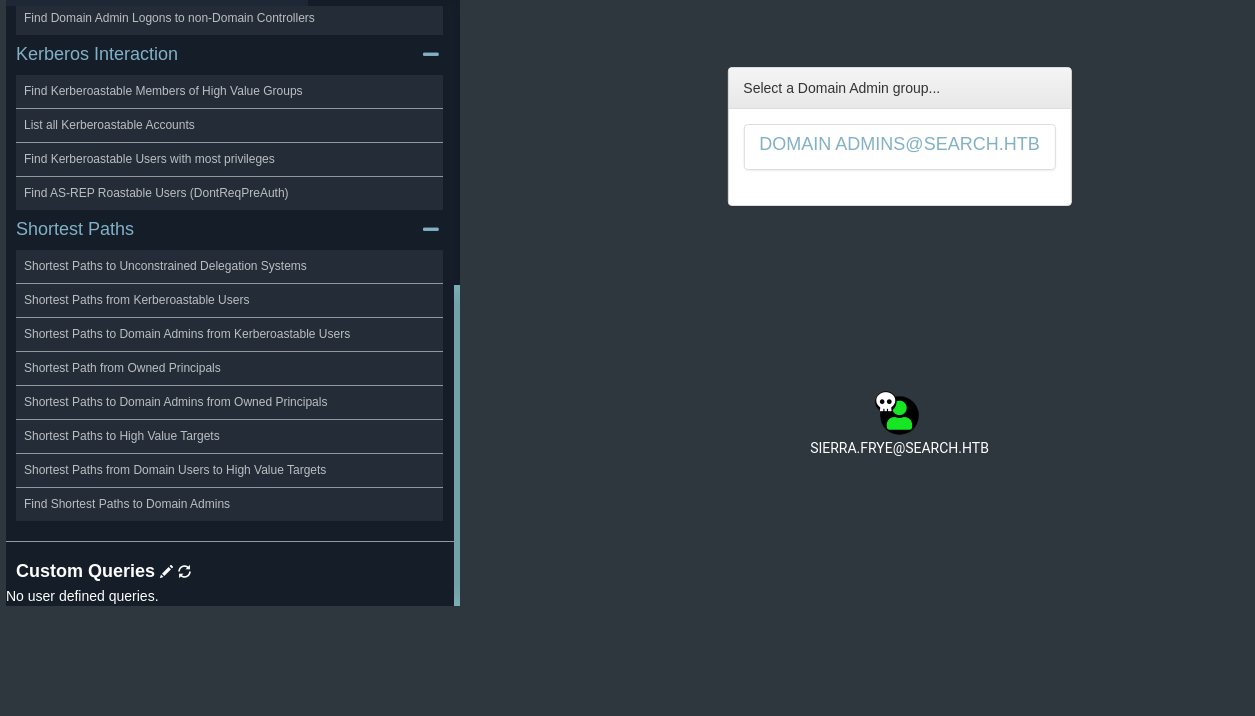 Find Domain Admin Logons to non-Domain Controllers
Kerberos Interaction
Find Kerberoastable Members of High Value Groups
List all Kerberoastable Accounts
Find Kerberoastable Users with most privileges
Find AS-REP Roastable Users (DontReqPreAuth)
Shortest Paths
Shortest Paths to Unconstrained Delegation Systems
Shortest Paths from Kerberoastable Users
Shortest Paths to Domain Admins from Kerberoastable Users
Shortest Path from Owned Principals
Shortest Paths to Domain Admins from Owned Principals
Shortest Paths to High Value Targets
Shortest Paths from Domain Users to High Value Targets
Find Shortest Paths to Domain Admins
Custom Queries
No user defined queries.
Select a Domain Admin group...
DOMAIN ADMINS@SEARCH.HTB
SIERRA.FRYE@SEARCH.HTB